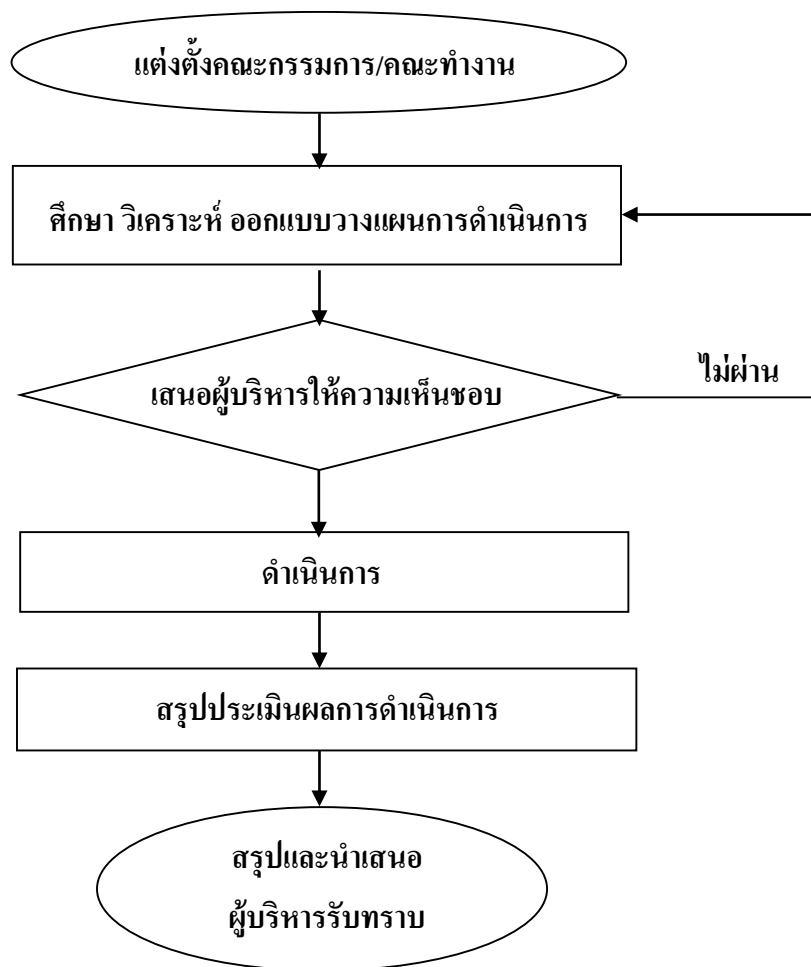 แต่งตั้งคณะกรรมการ/คณะทำงาน
ศึกษา วิเคราะห์ ออกแบบวางแผนการดำเนินการ
เสนอผู้บริหารให้ความเห็นชอบ
ไม่ผ่าน
ดำเนินการ
สรุปประเมินผลการดำเนินการ
สรุปและนำเสนอ
ผู้บริหารรับทราบ